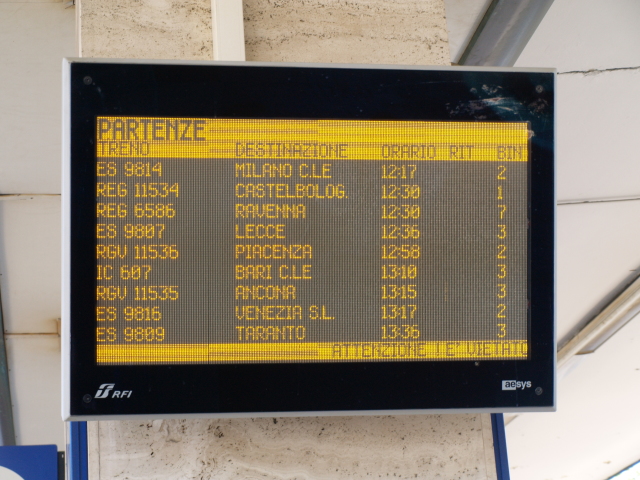 PARTENZE
TRENO DESTINAZIONE ORARIO RIT BIN
ES 9814 MILANO C.LE 12:17 2
REG 11534 CASTELBOLOG. 12:30 1
REG 6586 RAVENNA 12:30 7
ES 9807 LECCE 12:36 3
RGV 11536 PIACENZA 12:58 2
IC 607 BARI C.LE 13:10 3
RGV 11535 ANCONA 13:15 3
ES 9816 VENEZIA S.L. 13:17 2
ES 9809 TARANTO 13:36 3
ATTENZIONE ! E' VIETATO
RFI aesys